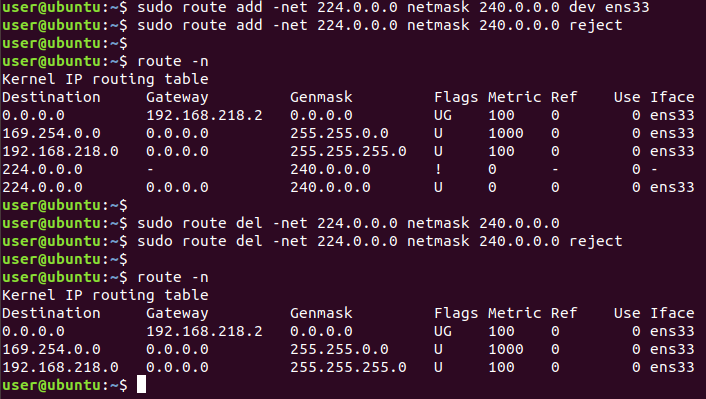 user@ubuntu:~$ sudo route add -net 224.0.0.0 netmask 240.0.0.0 dev ens33
user@ubuntu:~$ sudo route add -net 224.0.0.0 netmask 240.0.0.0 reject
user@ubuntu:~$
user@ubuntu:~$ route -n
Kernel IP routing table
Destination     Gateway         Genmask         Flags Metric Ref    Use Iface
0.0.0.0         192.168.218.2   0.0.0.0         UG    100    0        0 ens33
169.254.0.0     0.0.0.0         255.255.0.0     U     1000   0        0 ens33
192.168.218.0   0.0.0.0         255.255.255.0   U     100    0        0 ens33
224.0.0.0       -               240.0.0.0       !     0      -        0 -
224.0.0.0       0.0.0.0         240.0.0.0       U     0      0        0 ens33
user@ubuntu:~$
user@ubuntu:~$ sudo route del -net 224.0.0.0 netmask 240.0.0.0
user@ubuntu:~$ sudo route del -net 224.0.0.0 netmask 240.0.0.0 reject
user@ubuntu:~$
user@ubuntu:~$ route -n
Kernel IP routing table
Destination     Gateway         Genmask         Flags Metric Ref    Use Iface
0.0.0.0         192.168.218.2   0.0.0.0         UG    100    0        0 ens33
169.254.0.0     0.0.0.0         255.255.0.0     U     1000   0        0 ens33
192.168.218.0   0.0.0.0         255.255.255.0   U     100    0        0 ens33
user@ubuntu:~$